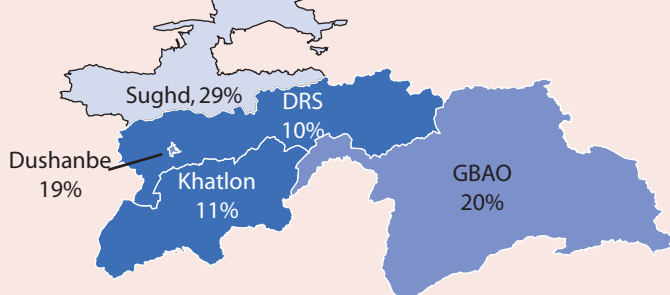 Sughd, 29%
DRS
10%
Dushanbe
19%
Khatlon
11%
GBAO
20%